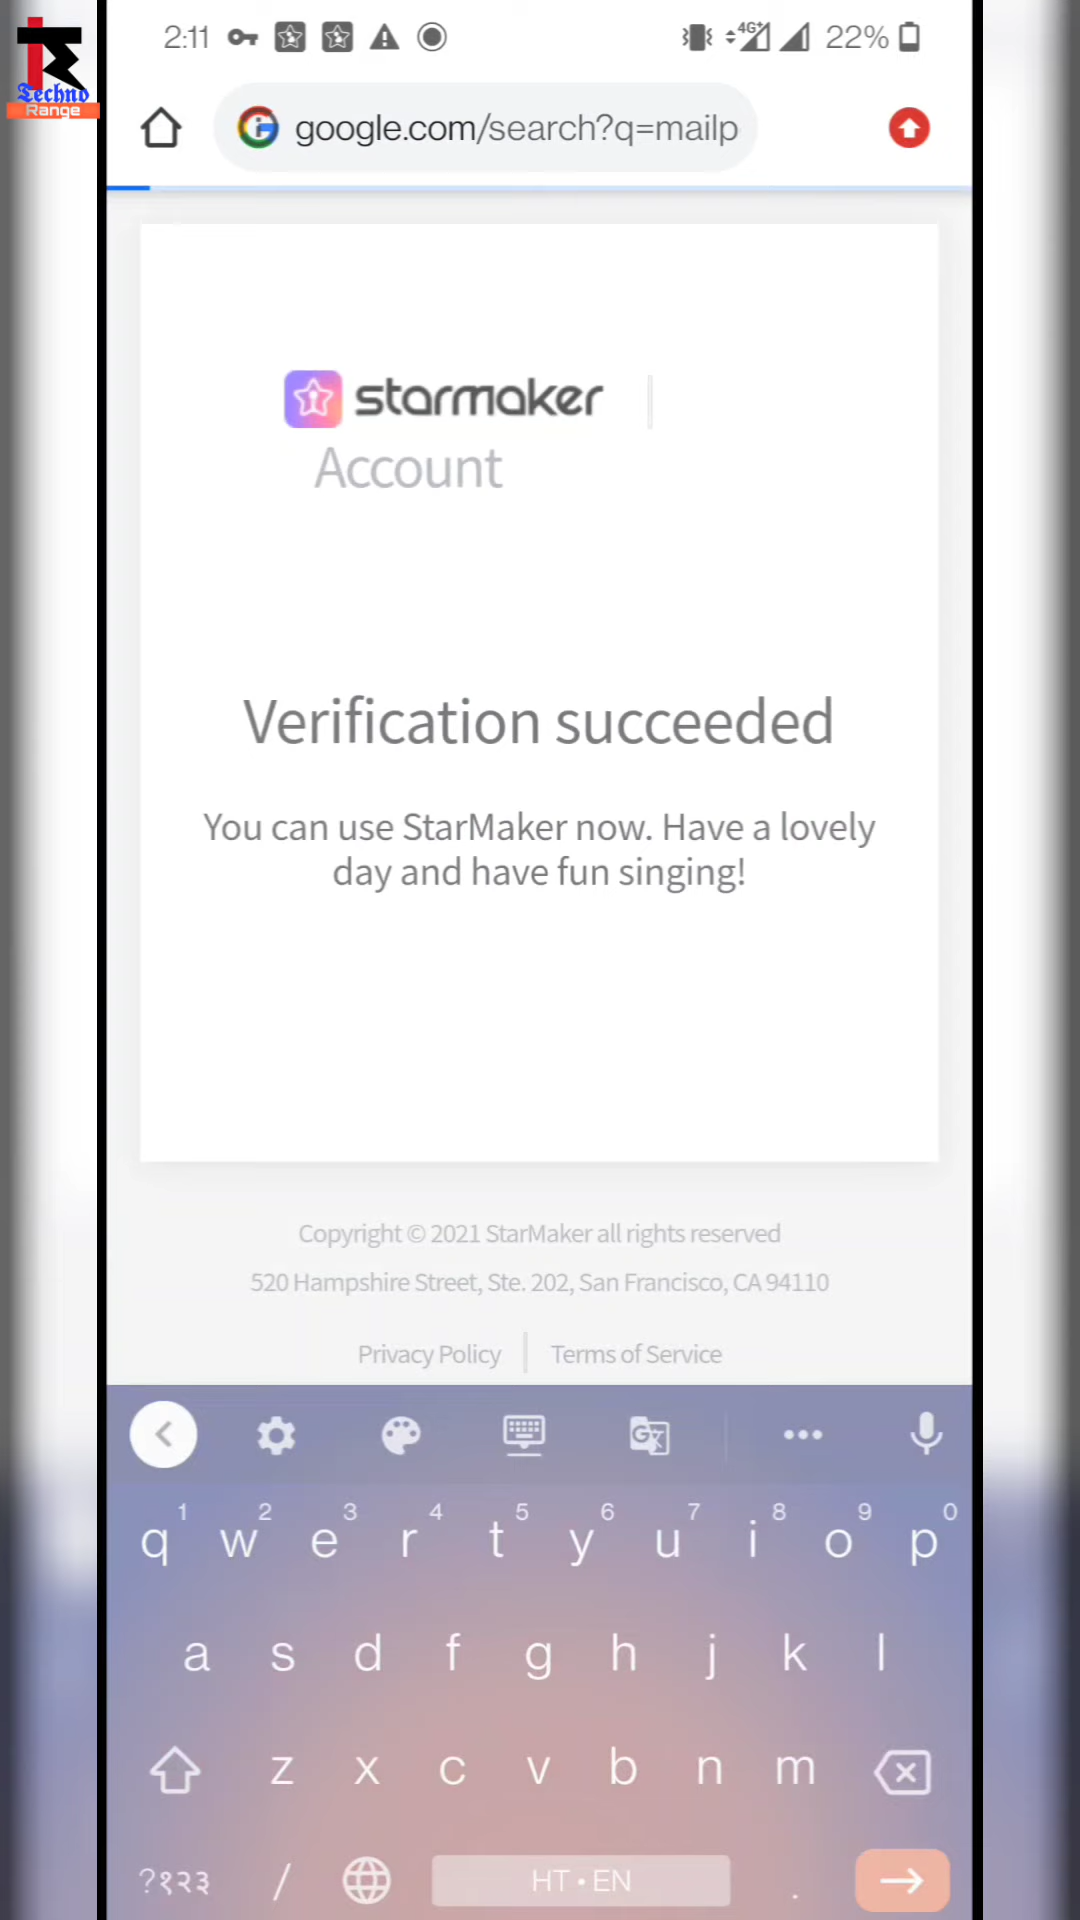 Techno
Range
2:11
4G+
22%
google.com/search?q=mailp
starmaker
Account
Verification succeeded
You can use StarMaker now. Have a lovely
day and have fun singing!
Copyright © 2021 StarMaker all rights reserved
520 Hampshire Street, Ste. 202, San Francisco, CA 94110
Privacy Policy
Terms of Service
1 2 3 4 5 6 7 8 9 0
q w e r t y u i o p
a s d f g h j k l
z x c v b n m
?१२३ / HT • EN .